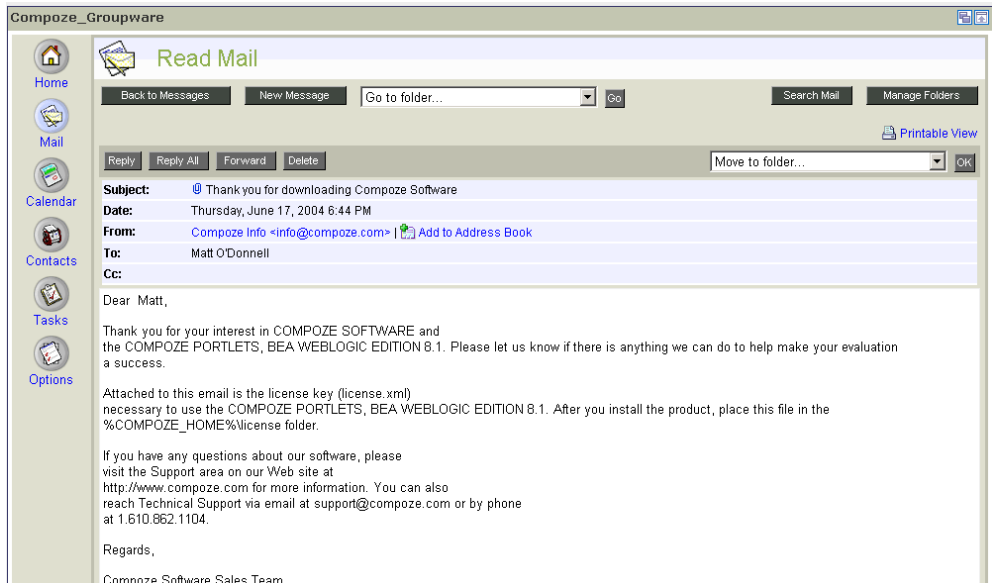 Compoze_Groupware
Home
Mail
Calendar
Contacts
Tasks
Options
Read Mail
Back to Messages New Message Go to folder... Go Search Mail Manage Folders
Printable View
Reply Reply All Forward Delete Move to folder... OK
Subject: Thank you for downloading Compoze Software
Date: Thursday, June 17, 2004 6:44 PM
From: Compoze Info <info@compoze.com> | Add to Address Book
To: Matt O'Donnell
Cc:
Dear Matt,
Thank you for your interest in COMPOZE SOFTWARE and
the COMPOZE PORTLETS, BEA WEBLOGIC EDITION 8.1. Please let us know if there is anything we can do to help make your evaluation
a success.
Attached to this email is the license key (license.xml)
necessary to use the COMPOZE PORTLETS, BEA WEBLOGIC EDITION 8.1. After you install the product, place this file in the
%COMPOZE_HOME%\license folder.
If you have any questions about our software, please
visit the Support area on our Web site at
http://www.compoze.com for more information. You can also
reach Technical Support via email at support@compoze.com or by phone
at 1.610.862.1104.
Regards,
Compoze Software Sales Team